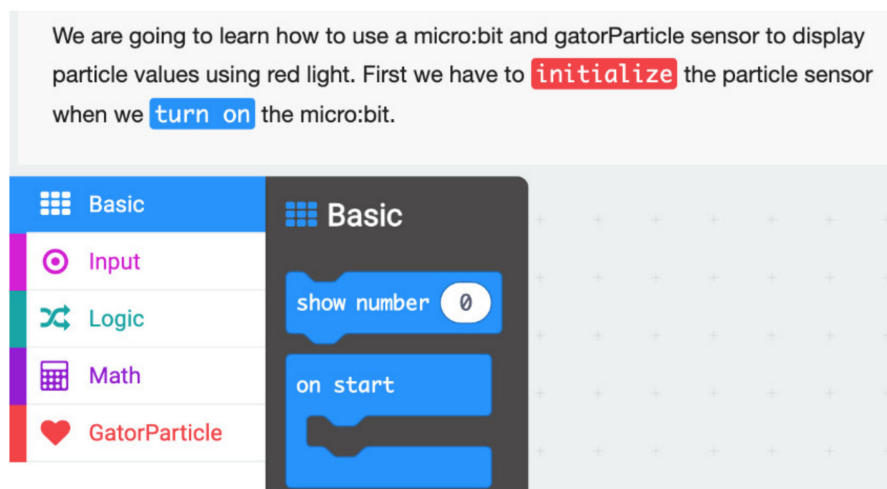 We are going to learn how to use a micro:bit and gatorParticle sensor to display
particle values using red light. First we have to initialize the particle sensor
when we turn on the micro:bit.
Basic
Input
Logic
Math
GatorParticle
Basic
show number 0
on start